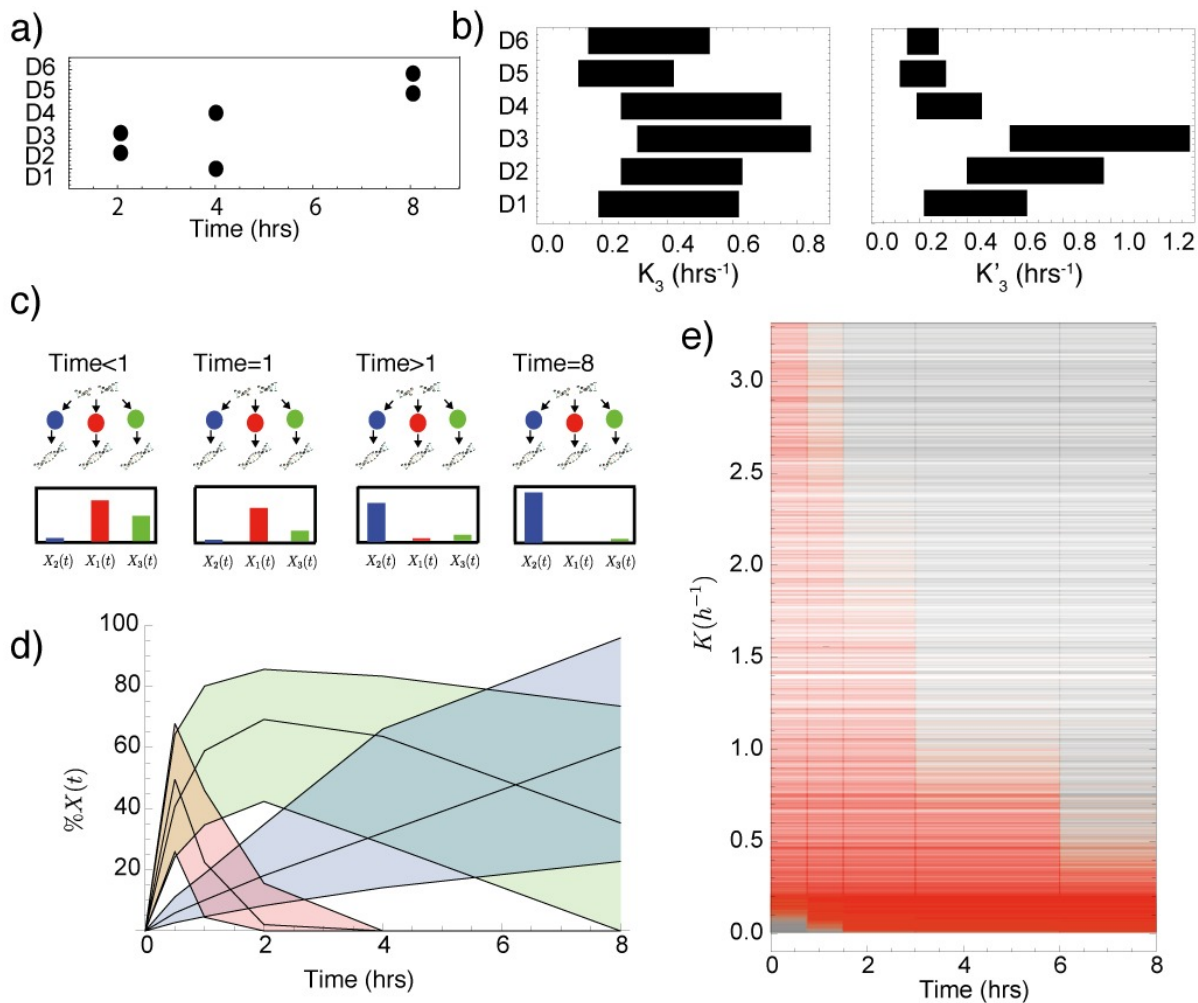 a)
D6
D5
D4
D3
D2
D1
2 4 6 8
Time (hrs)
b)
D6
D5
D4
D3
D2
D1
0.0 0.2 0.4 0.6 0.8
K3 (hrs-1)
0.0 0.2 0.4 0.6 0.8 1.0 1.2
K'3 (hrs-1)
c)
Time<1 Time=1 Time>1 Time=8
X2(t) X1(t) X3(t) X2(t) X1(t) X3(t) X2(t) X1(t) X3(t) X2(t) X1(t) X3(t)
d)
100
80
60
40
20
%X(t)
0 2 4 6 8
Time (hrs)
e)
3.0
2.5
2.0
1.5
1.0
0.5
0.0
K(h−1)
0 2 4 6 8
Time (hrs)